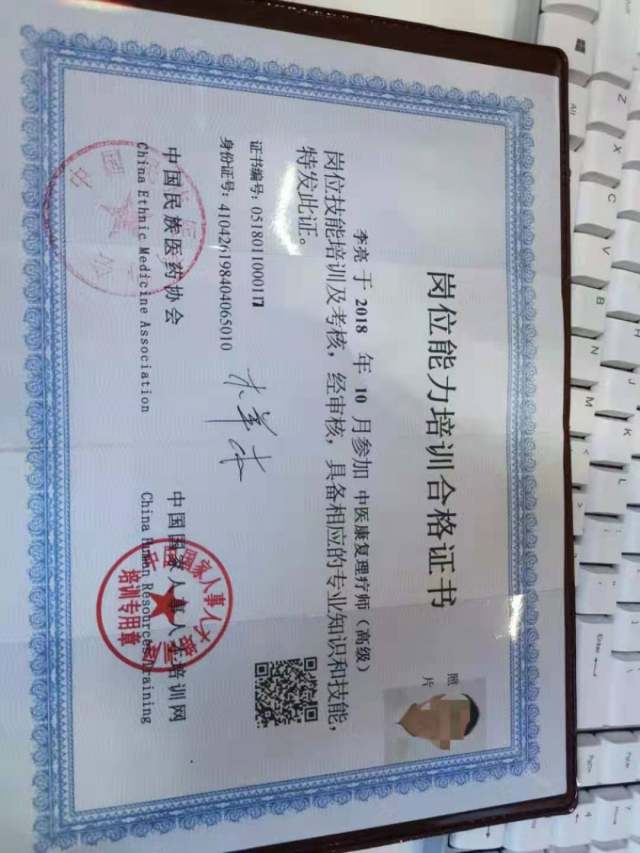 岗位能力培训合格证书
照
片
李亮 于 2018 年 10 月参加 中医康复理疗师（高级）
岗位技能培训及考核，经审核，具备相应的专业知识和技能，
特发此证。
证书编号：0518011000117
身份证号：410426198404065010
中国民族医药协会
China Ethnic Medicine Association
中国国家人事人才培训网
China Human Resources Training
培训专用章